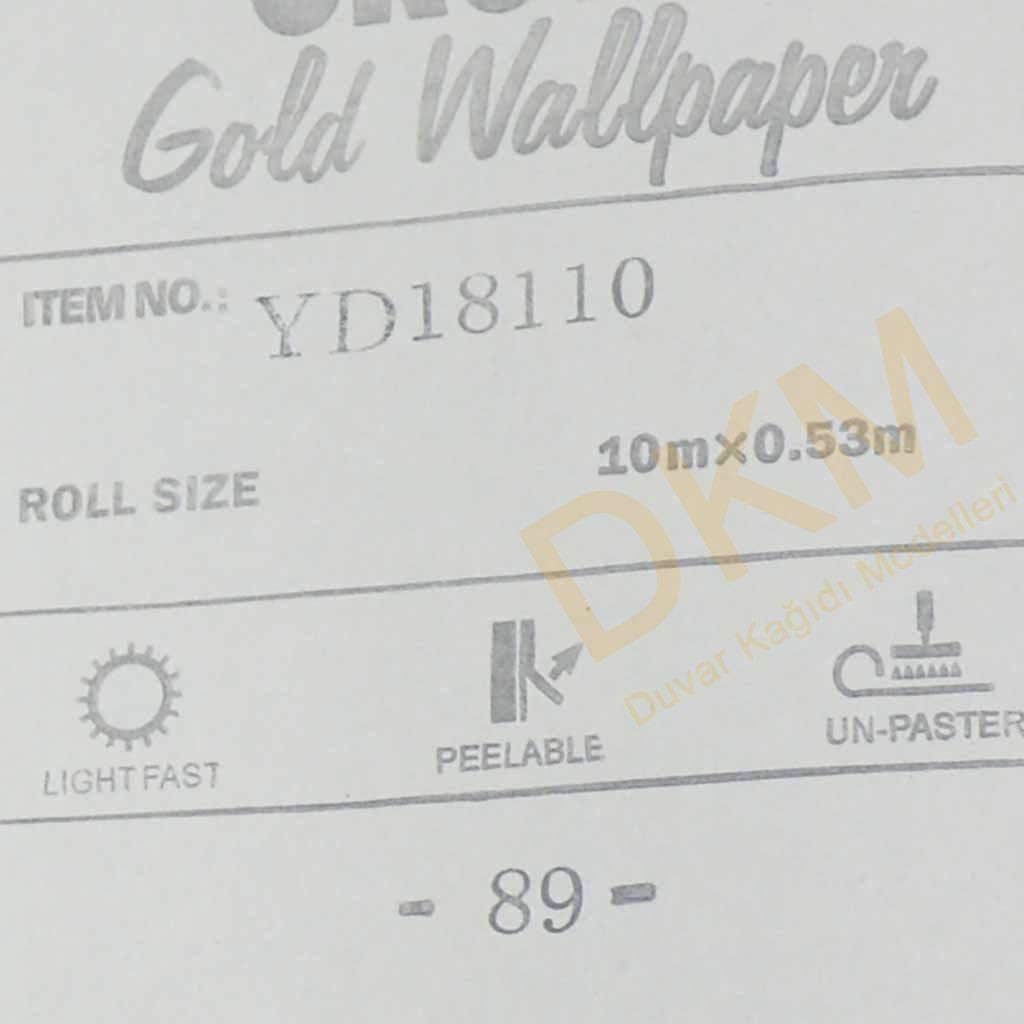 Gold Wallpaper
ITEM NO.: YD18110
ROLL SIZE 10m×0.53m
LIGHT FAST PEELABLE UN-PASTER
- 89 -
DKM
Duvar Kağıdı Modelleri